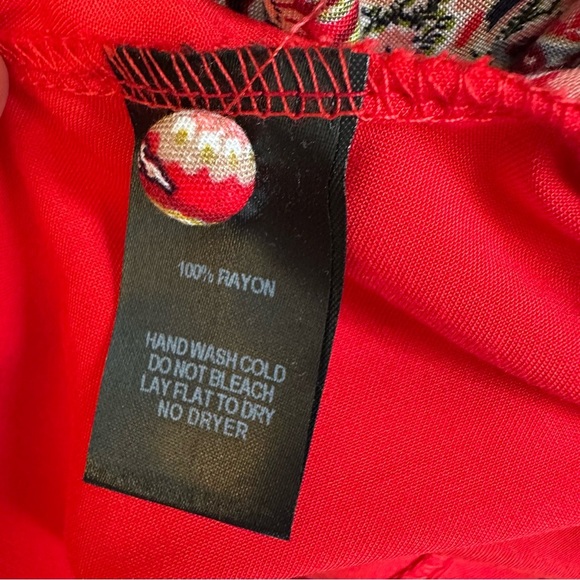 100% RAYON
HAND WASH COLD
DO NOT BLEACH
LAY FLAT TO DRY
NO DRYER